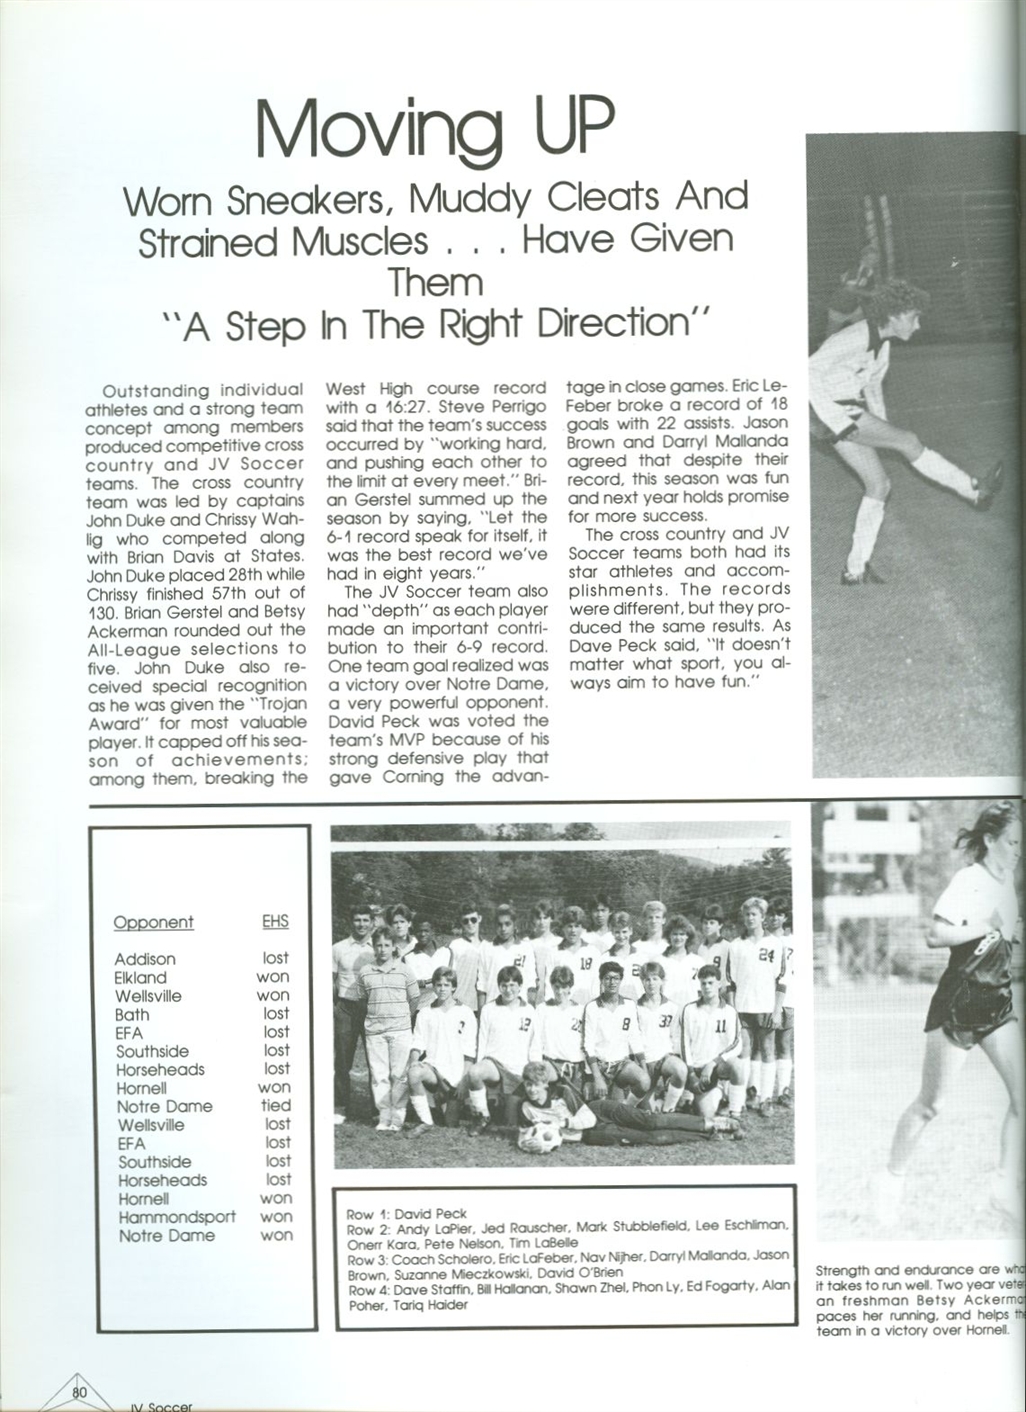 Moving UP
Worn Sneakers, Muddy Cleats And
Strained Muscles . . . Have Given
Them
"A Step In The Right Direction"
Outstanding individual
athletes and a strong team
concept among members
produced competitive cross
country and JV Soccer
teams. The cross country
team was led by captains
John Duke and Chrissy Wah-
lig who competed along
with Brian Davis at States.
John Duke placed 28th while
Chrissy finished 57th out of
130. Brian Gerstel and Betsy
Ackerman rounded out the
All-League selections to
five. John Duke also re-
ceived special recognition
as he was given the "Trojan
Award" for most valuable
player. It capped off his sea-
son of achievements;
among them, breaking the
West High course record
with a 16:27. Steve Perrigo
said that the team's success
occurred by "working hard,
and pushing each other to
the limit at every meet." Bri-
an Gerstel summed up the
season by saying, "Let the
6-1 record speak for itself, it
was the best record we've
had in eight years."
The JV Soccer team also
had "depth" as each player
made an important contri-
bution to their 6-9 record.
One team goal realized was
a victory over Notre Dame,
a very powerful opponent.
David Peck was voted the
team's MVP because of his
strong defensive play that
gave Corning the advan-
tage in close games. Eric Le-
Feber broke a record of 18
goals with 22 assists. Jason
Brown and Darryl Mallanda
agreed that despite their
record, this season was fun
and next year holds promise
for more success.
The cross country and JV
Soccer teams both had its
star athletes and accom-
plishments. The records
were different, but they pro-
duced the same results. As
Dave Peck said, "It doesn't
matter what sport, you al-
ways aim to have fun."
Opponent EHS
Addison lost
Elkland won
Wellsville won
Bath lost
EFA lost
Southside lost
Horseheads lost
Hornell won
Notre Dame tied
Wellsville lost
EFA lost
Southside lost
Horseheads lost
Hornell won
Hammondsport won
Notre Dame won
21
18
9
24
12
8
11
Row 1: David Peck
Row 2: Andy LaPier, Jed Rauscher, Mark Stubblefield, Lee Eschliman,
Onerr Kara, Pete Nelson, Tim LaBelle
Row 3: Coach Scholero, Eric LaFeber, Nav Nijher, Darryl Mallanda, Jason
Brown, Suzanne Mieczkowski, David O'Brien
Row 4: Dave Staffin, Bill Hallanan, Shawn Zhel, Phon Ly, Ed Fogarty, Alan
Poher, Tariq Haider
Strength and endurance are wha
it takes to run well. Two year vete
an freshman Betsy Ackerma
paces her running, and helps th
team in a victory over Hornell.
80
JV Soccer